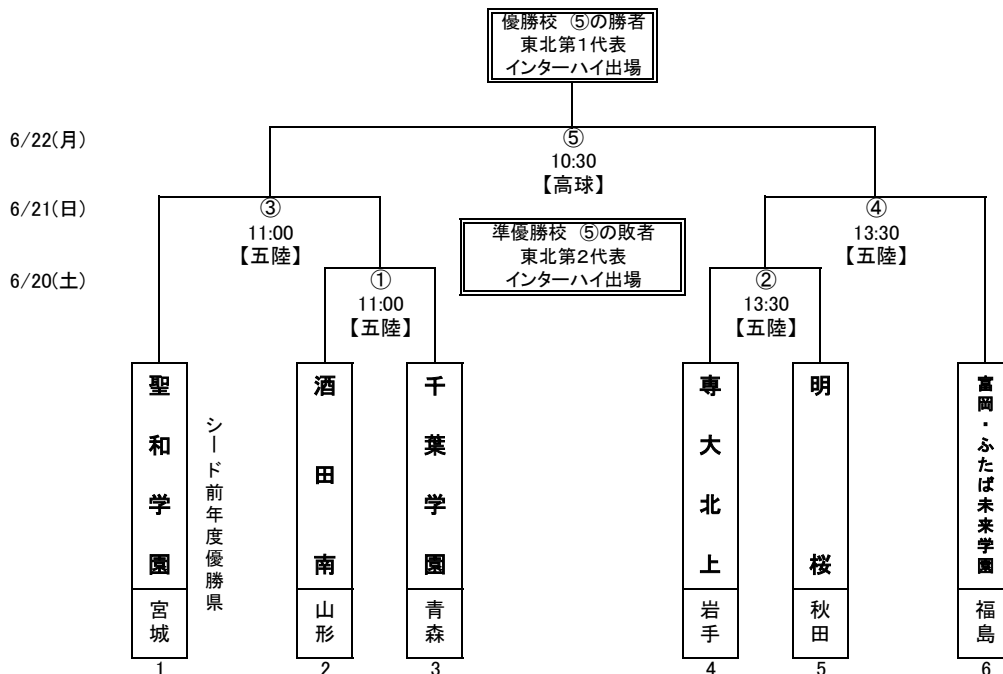 優勝校 ⑤の勝者
東北第1代表
インターハイ出場
6/22(月)
⑤
10:30
【高球】
6/21(日)
③
11:00
【五陸】
④
13:30
【五陸】
準優勝校 ⑤の敗者
東北第2代表
インターハイ出場
6/20(土)
①
11:00
【五陸】
②
13:30
【五陸】
聖和学園
宮城
1
シード前年度優勝県
酒田南
山形
2
千葉学園
青森
3
専大北上
岩手
4
明桜
秋田
5
富岡・ふたば未来学園
福島
6